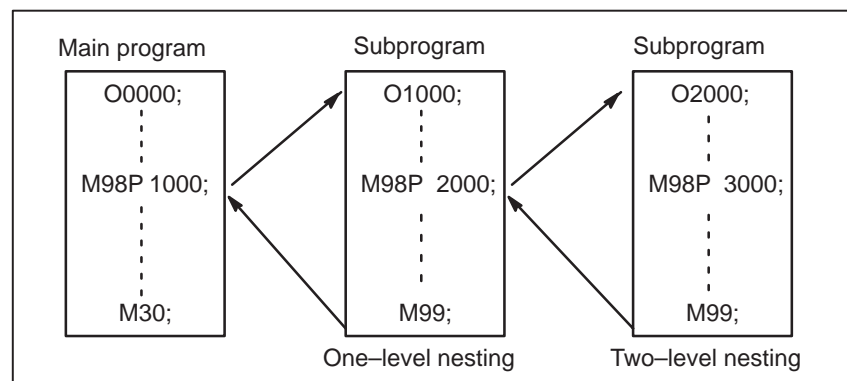 Main program
Subprogram
Subprogram
O0000;
O1000;
O2000;
M98P 1000;
M98P 2000;
M98P 3000;
M30;
M99;
M99;
One–level nesting
Two–level nesting